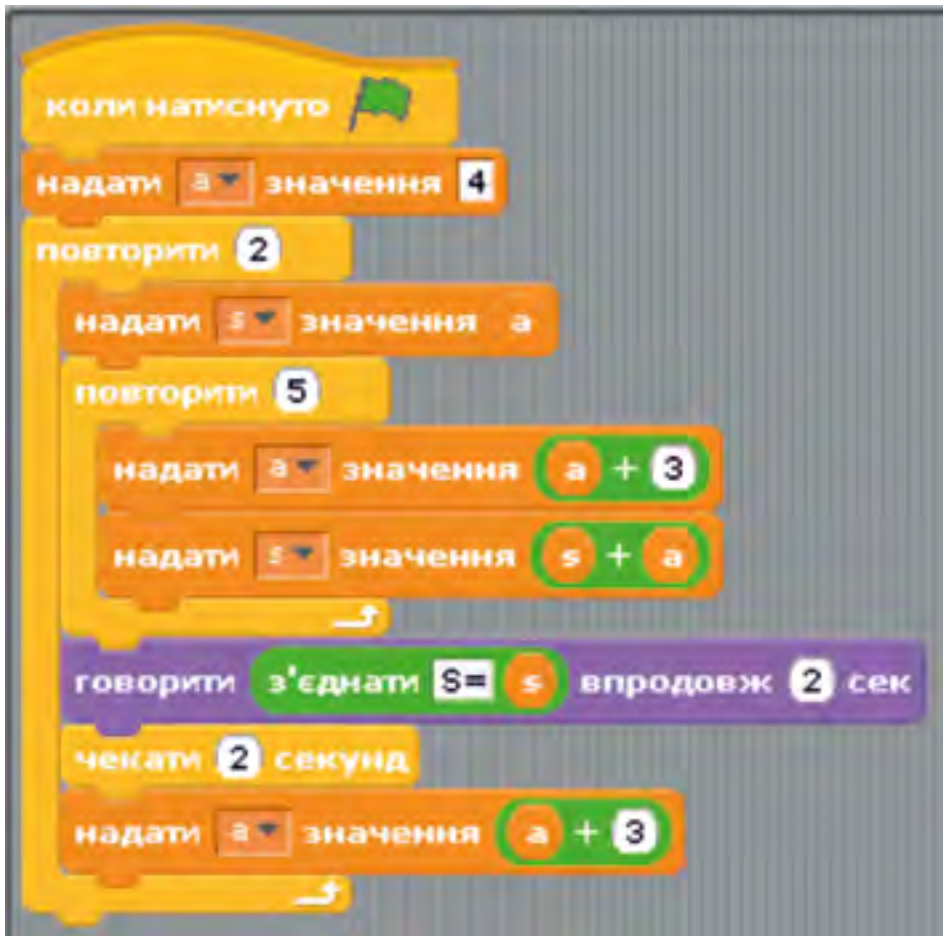 коли натиснуто
надати a значення 4
повторити 2
надати s значення a
повторити 5
надати a значення a + 3
надати s значення s + a
говорити з'єднати S= s впродовж 2 сек
чекати 2 секунд
надати a значення a + 3